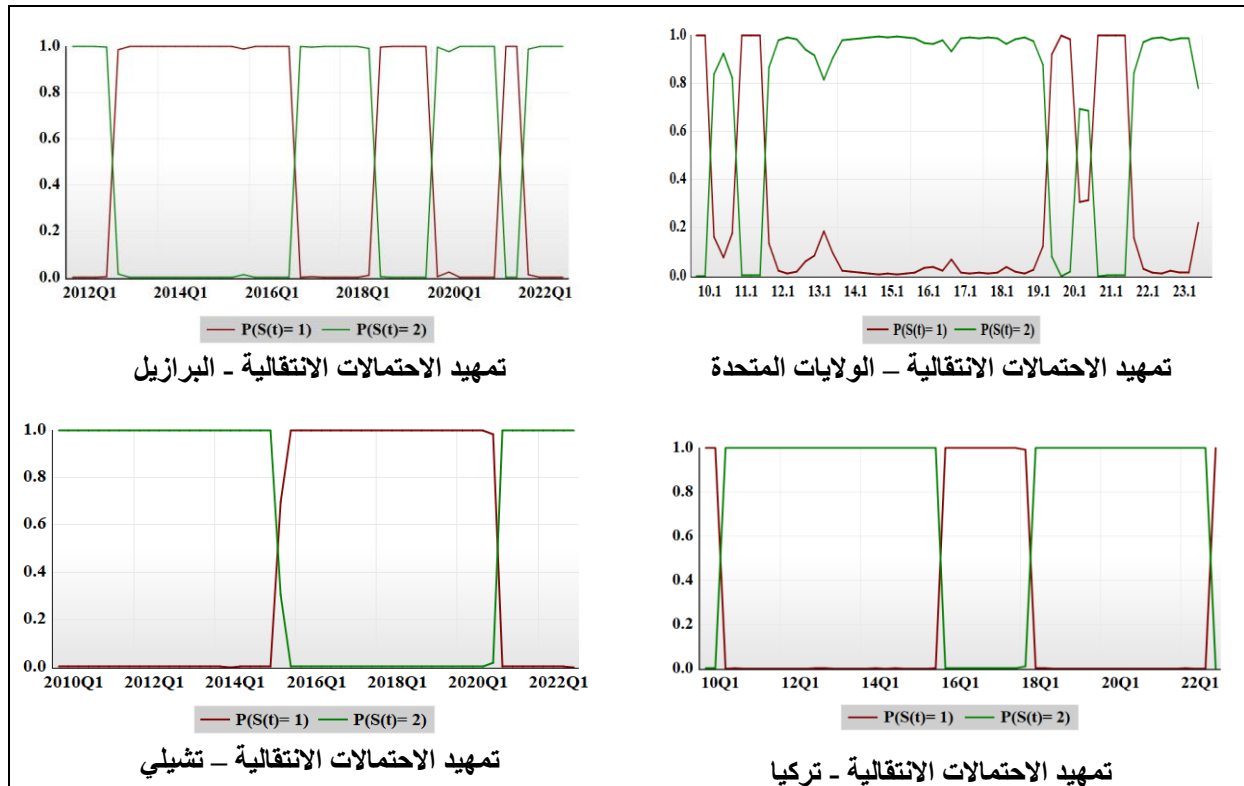 1.0
0.8
0.6
0.4
0.2
0.0
2012Q1 2014Q1 2016Q1 2018Q1 2020Q1 2022Q1
P(S(t)= 1) P(S(t)= 2)
تمهيد الاحتمالات الانتقالية - البرازيل
1.0
0.8
0.6
0.4
0.2
0.0
10.1 11.1 12.1 13.1 14.1 15.1 16.1 17.1 18.1 19.1 20.1 21.1 22.1 23.1
P(S(t)= 1) P(S(t)= 2)
تمهيد الاحتمالات الانتقالية – الولايات المتحدة
1.0
0.8
0.6
0.4
0.2
0.0
2010Q1 2012Q1 2014Q1 2016Q1 2018Q1 2020Q1 2022Q1
P(S(t)= 1) P(S(t)= 2)
تمهيد الاحتمالات الانتقالية – تشيلي
1.0
0.8
0.6
0.4
0.2
0.0
10Q1 12Q1 14Q1 16Q1 18Q1 20Q1 22Q1
P(S(t)= 1) P(S(t)= 2)
تمهيد الاحتمالات الانتقالية - تركيا